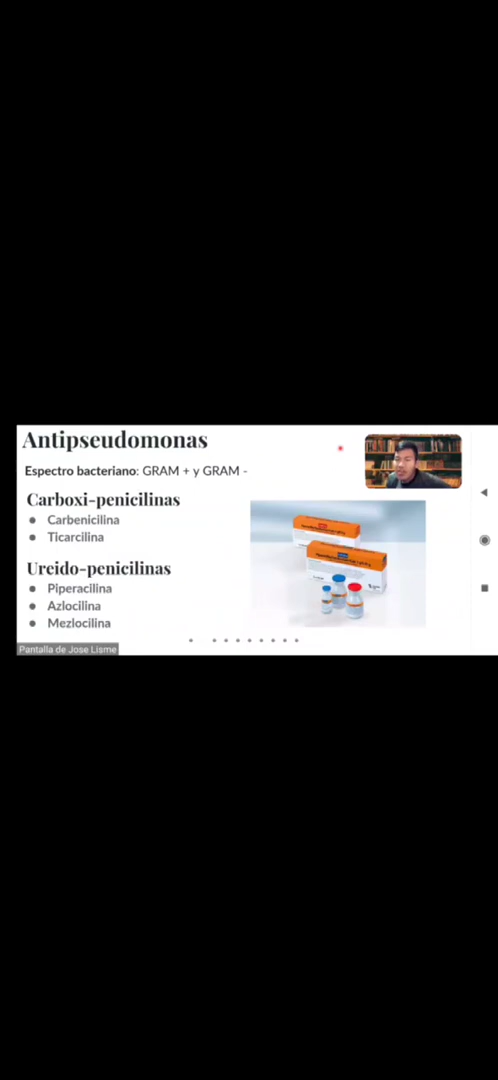 Antipseudomonas
Espectro bacteriano: GRAM + y GRAM -
Carboxi-penicilinas
● Carbenicilina
● Ticarcilina
Ureido-penicilinas
● Piperacilina
● Azlocilina
● Mezlocilina
Pantalla de Jose Lisme